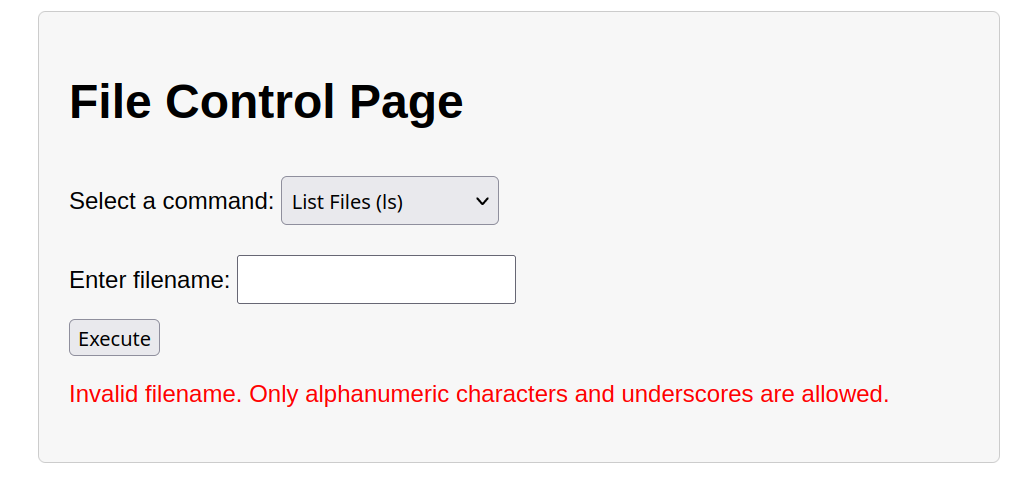 File Control Page
Select a command: List Files (ls)
Enter filename:
Execute
Invalid filename. Only alphanumeric characters and underscores are allowed.